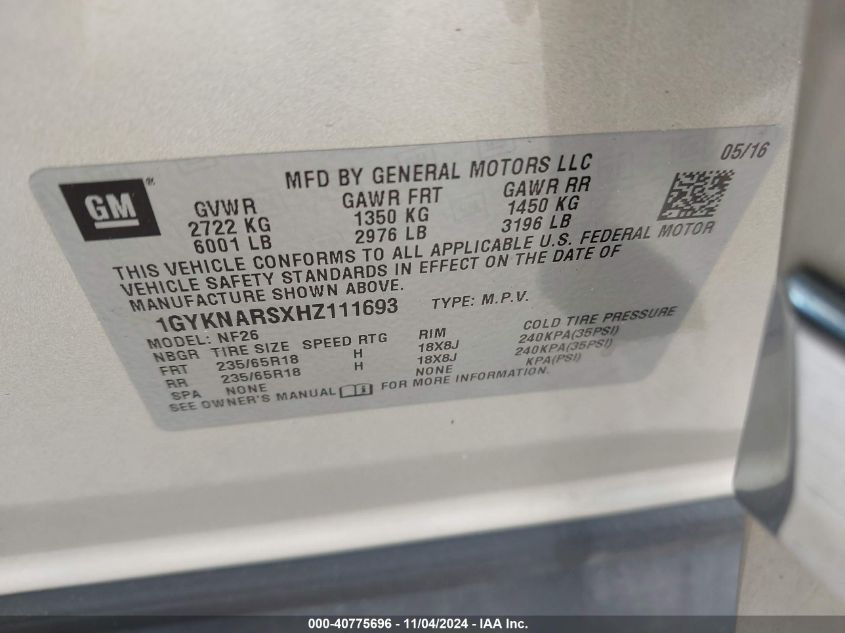 05/16
MFD BY GENERAL MOTORS LLC
GM®
GVWR GAWR FRT GAWR RR
2722 KG 1350 KG 1450 KG
6001 LB 2976 LB 3196 LB
THIS VEHICLE CONFORMS TO ALL APPLICABLE U.S. FEDERAL MOTOR
VEHICLE SAFETY STANDARDS IN EFFECT ON THE DATE OF
MANUFACTURE SHOWN ABOVE.
1GYKNARSXHZ111693 TYPE: M.P.V.
MODEL: NF26
NBGR TIRE SIZE SPEED RTG RIM COLD TIRE PRESSURE
FRT 235/65R18 H 18X8J 240KPA(35PSI)
RR 235/65R18 H 18X8J 240KPA(35PSI)
SPA NONE NONE KPA(PSI)
SEE OWNER'S MANUAL FOR MORE INFORMATION.
000-40775696 - 11/04/2024 - IAA Inc.